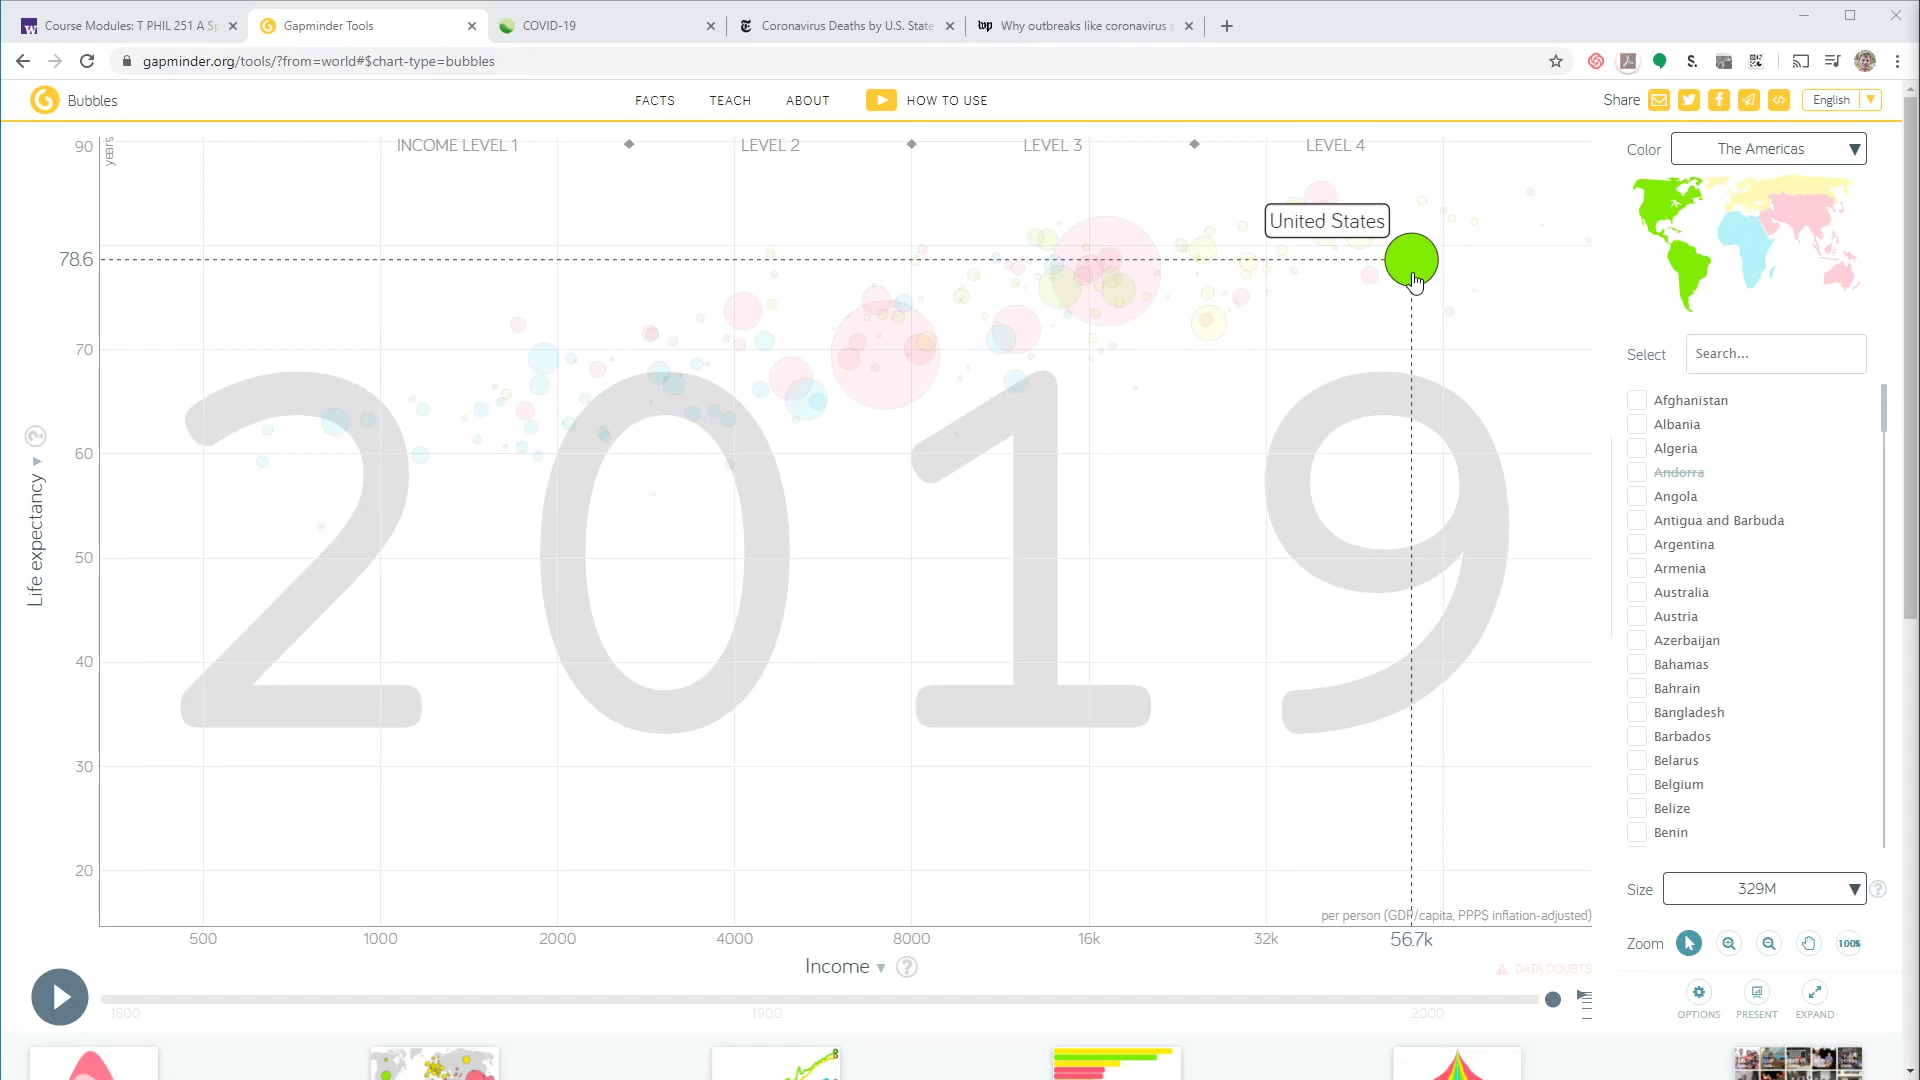 Course Modules: T PHIL 251 A Sp
Gapminder Tools
COVID-19
Coronavirus Deaths by U.S. State
Why outbreaks like coronavirus s
gapminder.org/tools/?from=world#$chart-type=bubbles
Bubbles
FACTS
TEACH
ABOUT
HOW TO USE
Share
English
90
years
INCOME LEVEL 1
LEVEL 2
LEVEL 3
LEVEL 4
United States
78.6
70
60
50
40
30
20
2019
Life expectancy
per person (GDP/capita, PPP$ inflation-adjusted)
500
1000
2000
4000
8000
16k
32k
56.7k
Income
DATA DOUBTS
1800
1900
2000
Color
The Americas
Select
Search...
Afghanistan
Albania
Algeria
Andorra
Angola
Antigua and Barbuda
Argentina
Armenia
Australia
Austria
Azerbaijan
Bahamas
Bahrain
Bangladesh
Barbados
Belarus
Belgium
Belize
Benin
Size
329M
Zoom
100%
OPTIONS
PRESENT
EXPAND